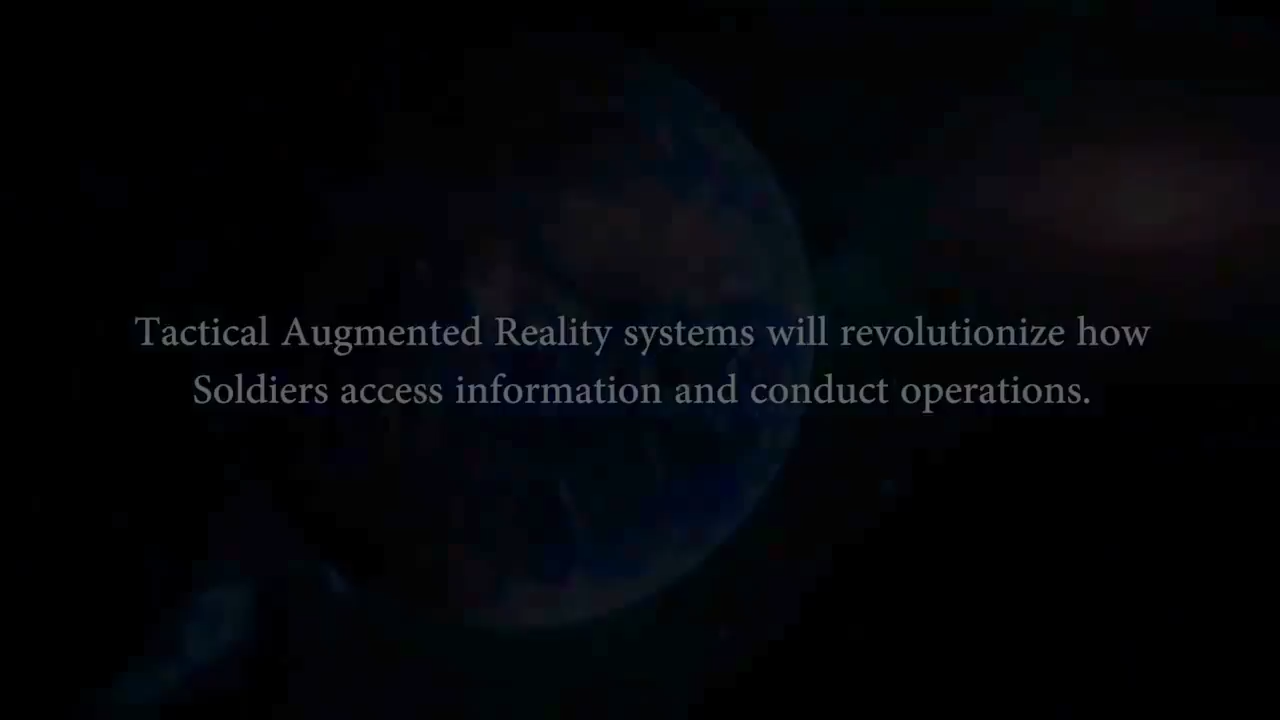 Tactical Augmented Reality systems will revolutionize how
Soldiers access information and conduct operations.